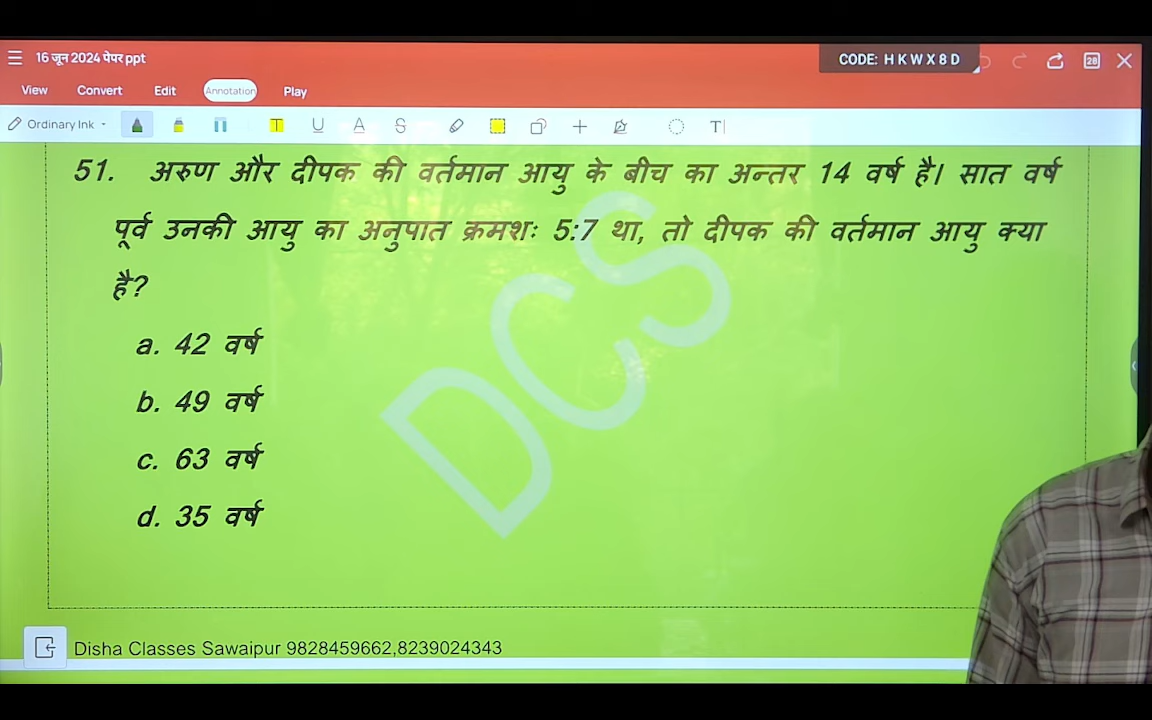 16 जून 2024 पेपर ppt
CODE: H K W X 8 D
28
View Convert Edit Annotation Play
Ordinary Ink
51. अरुण और दीपक की वर्तमान आयु के बीच का अन्तर 14 वर्ष है। सात वर्ष
पूर्व उनकी आयु का अनुपात क्रमशः 5:7 था, तो दीपक की वर्तमान आयु क्या
है?
a. 42 वर्ष
b. 49 वर्ष
c. 63 वर्ष
d. 35 वर्ष
DCS
Disha Classes Sawaipur 9828459662,8239024343